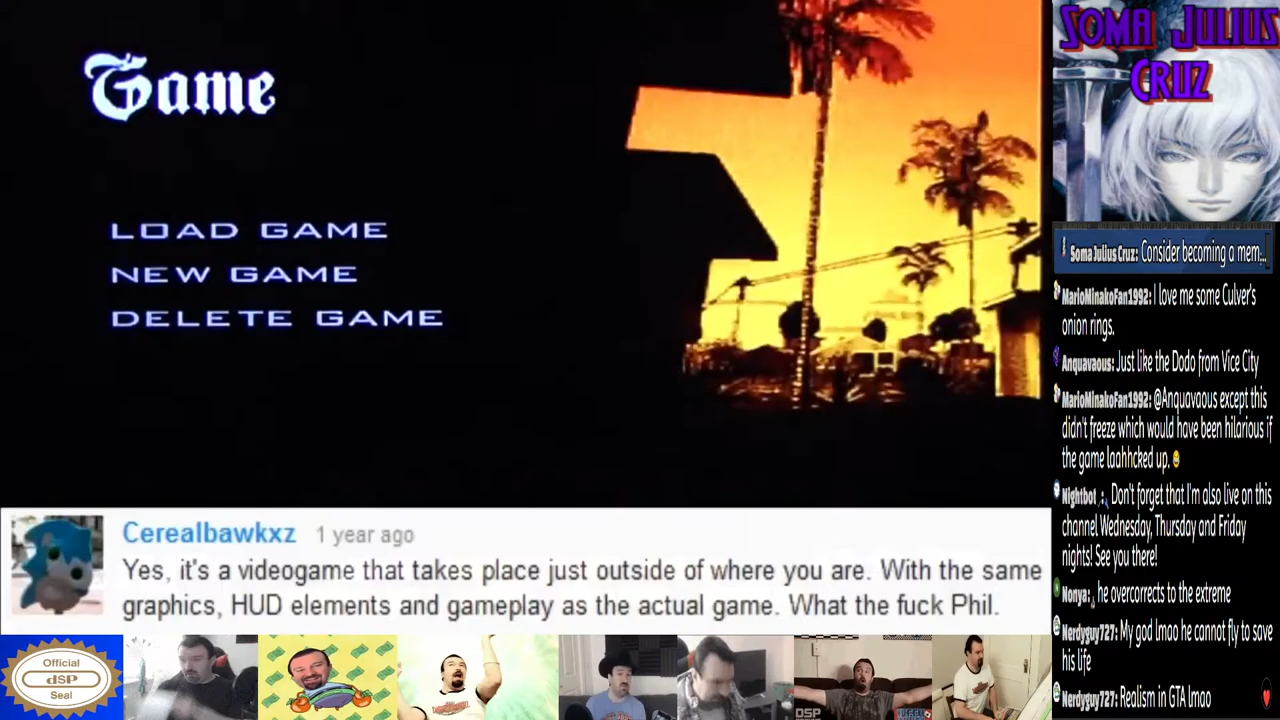 Game
LOAD GAME
NEW GAME
DELETE GAME
Cerealbawkxz 1 year ago
Yes, it's a videogame that takes place just outside of where you are. With the same
graphics, HUD elements and gameplay as the actual game. What the fuck Phil.
Official
dSP
Seal
DSP
SOMA JULIUS
CRUZ
SomaJuliusCruz: Consider becoming a mem...
MarioMinakoFan1992: I love me some Culver's
onion rings.
Anquavaous: Just like the Dodo from Vice City
MarioMinakoFan1992: @Anquavaous except this
didn't freeze which would have been hilarious if
the game laahhcked up.
Nightbot: Don't forget that I'm also live on this
channel Wednesday, Thursday and Friday
nights! See you there!
Nonya: he overcorrects to the extreme
Nerdyguy727: My god lmao he cannot fly to save
his life
Nerdyguy727: Realism in GTA lmao